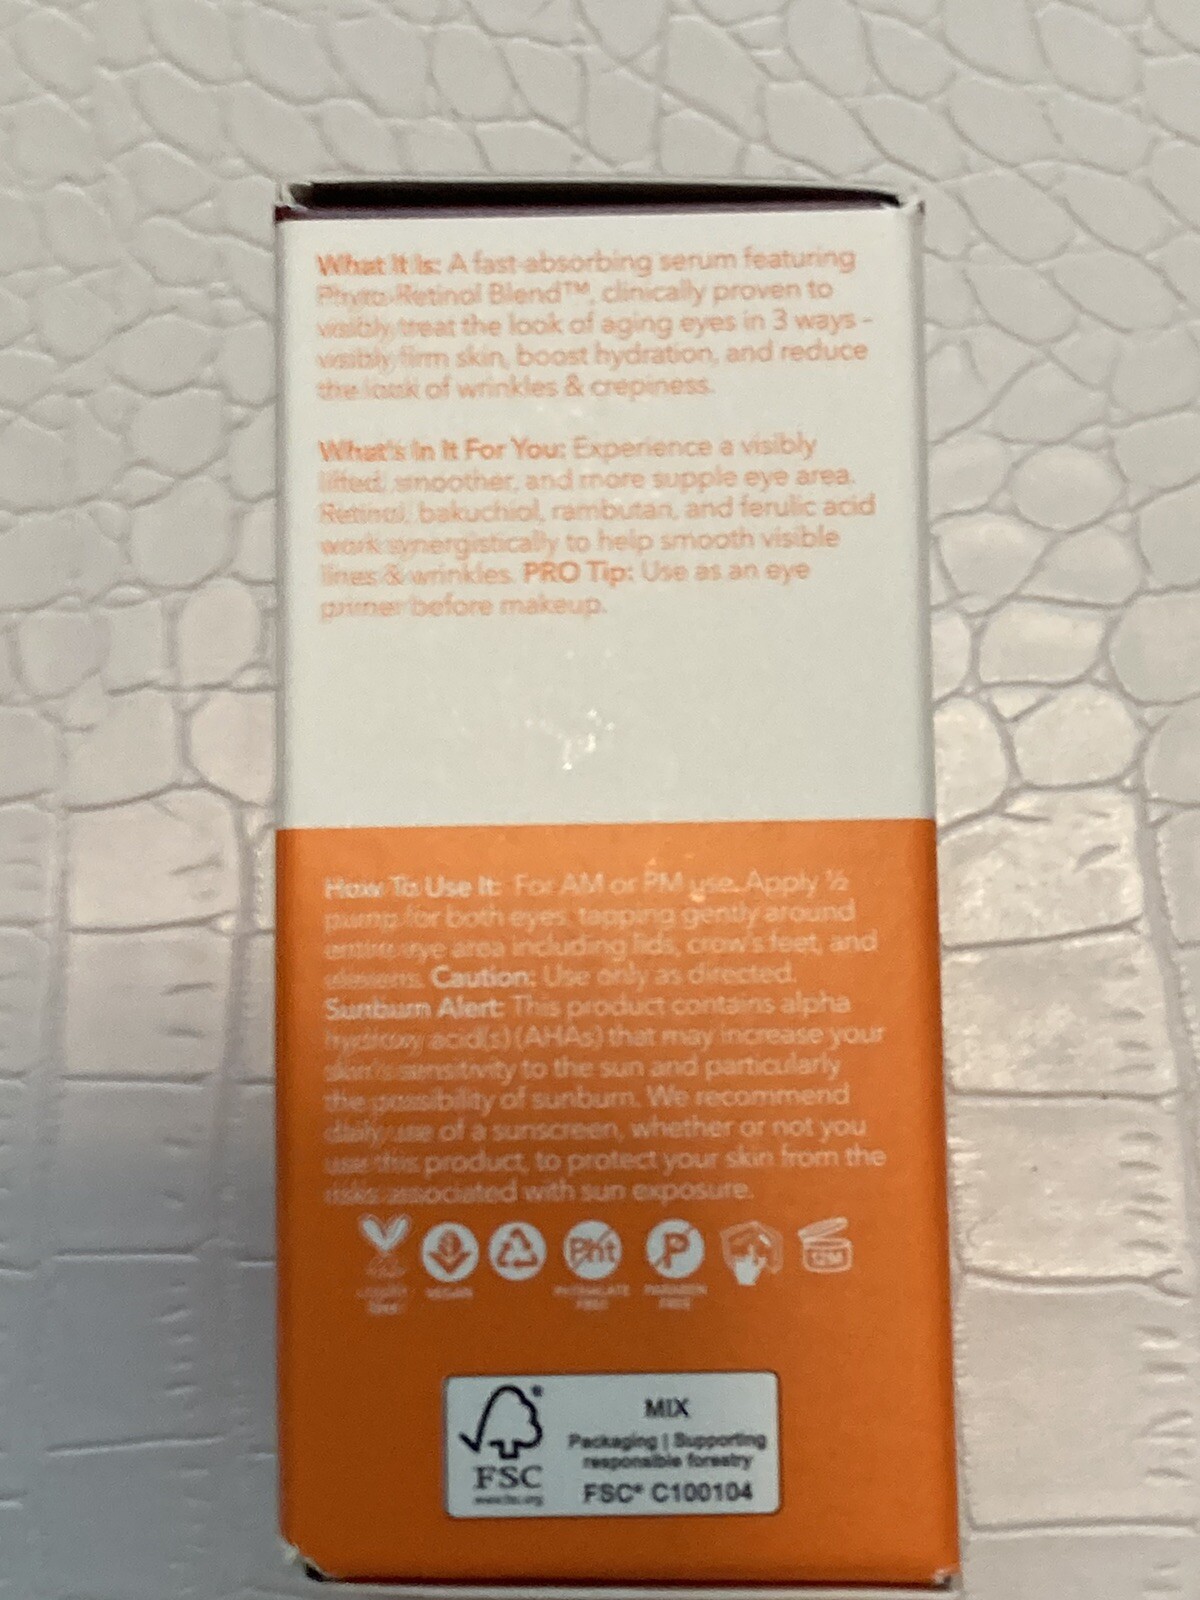 What It Is: A fast-absorbing serum featuring
Phyto-Retinol Blend™, clinically proven to
visibly treat the look of aging eyes in 3 ways -
visibly firm skin, boost hydration, and reduce
the look of wrinkles & crepiness.
What's In It For You: Experience a visibly
lifted, smoother, and more supple eye area.
Retinol, bakuchiol, rambutan, and ferulic acid
work synergistically to help smooth visible
lines & wrinkles. PRO Tip: Use as an eye
primer before makeup.
How To Use It: For AM or PM use. Apply ½
pump for both eyes, tapping gently around
entire eye area including lids, crow's feet, and
elevens. Caution: Use only as directed.
Sunburn Alert: This product contains alpha
hydroxy acid(s) (AHAs) that may increase your
skin's sensitivity to the sun and particularly
the possibility of sunburn. We recommend
daily use of a sunscreen, whether or not you
use this product, to protect your skin from the
risks associated with sun exposure.
Pht
P
12M
VEGAN
PHTHALATE
FREE
PARABEN
FREE
FSC®
www.fsc.org
MIX
Packaging | Supporting
responsible forestry
FSC® C100104